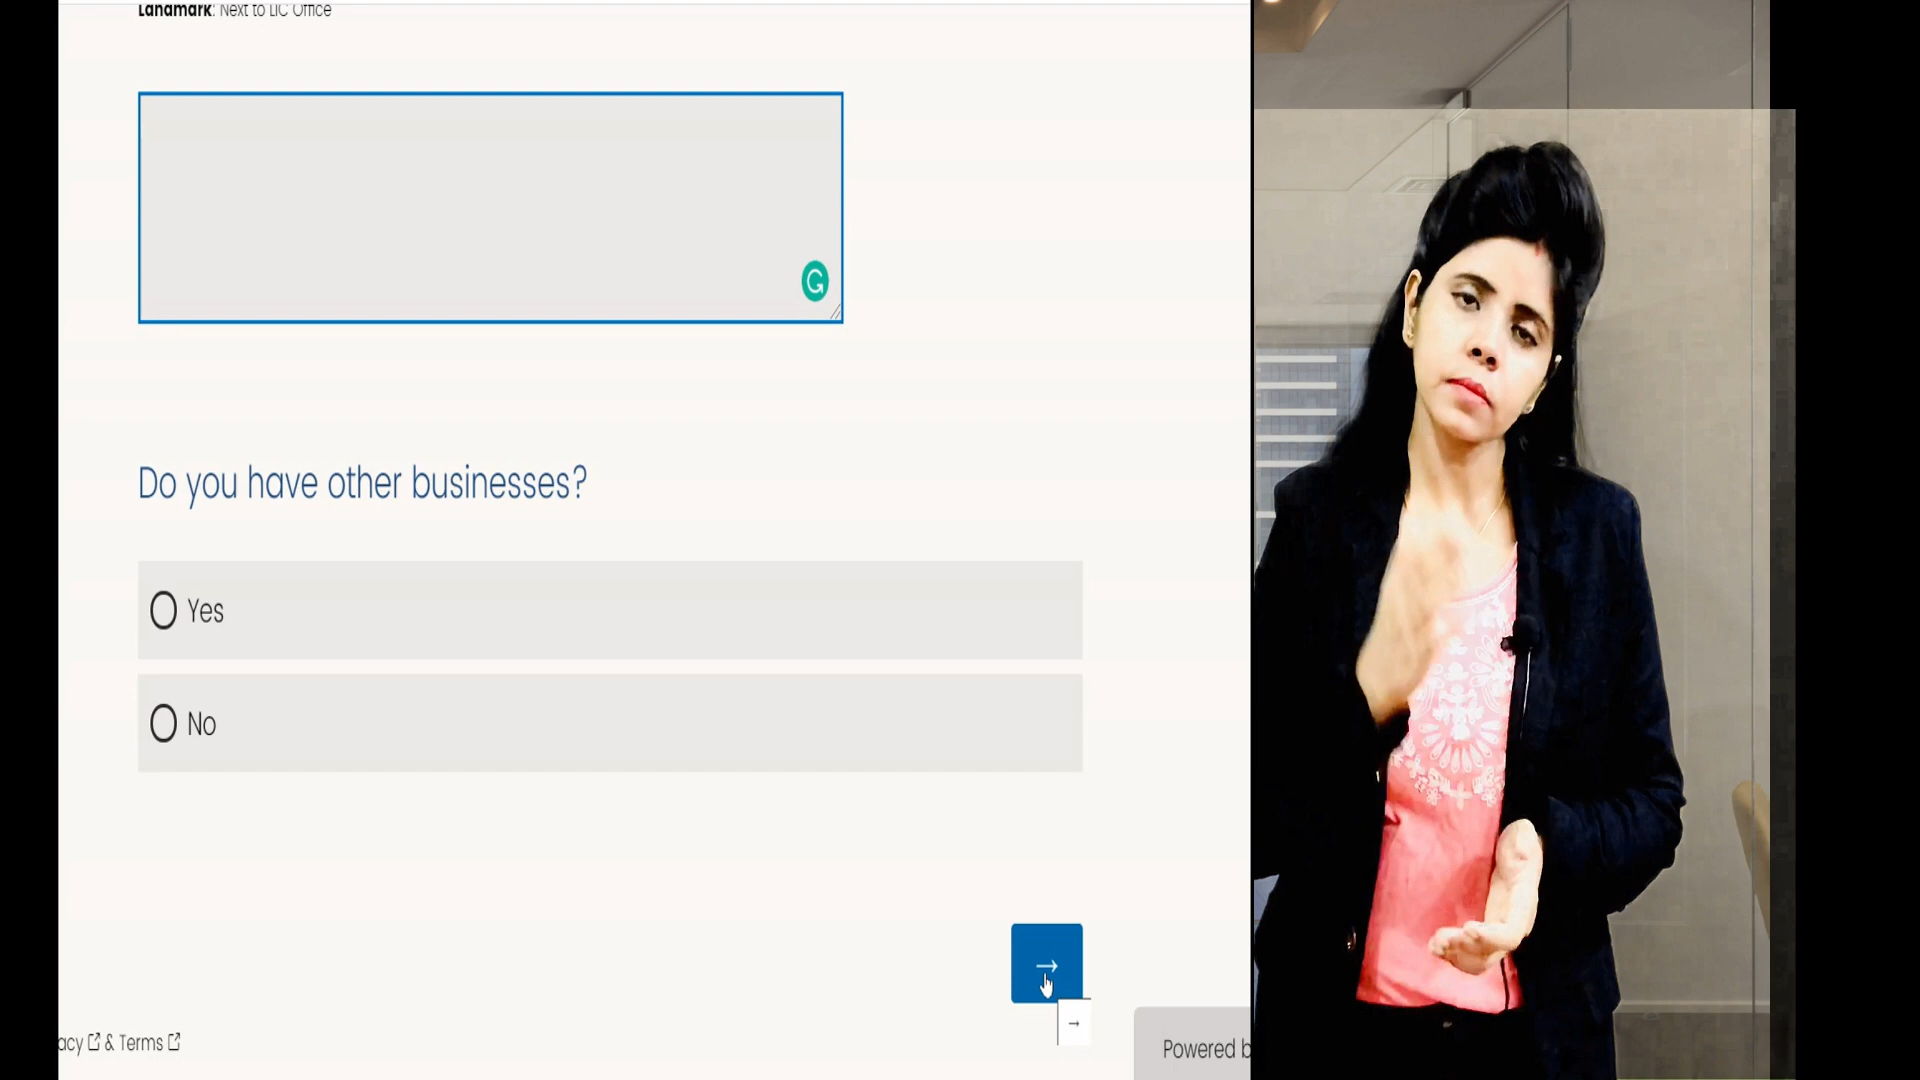 Landmark: Next to LIC Office
Do you have other businesses?
Yes
No
→
→
acy & Terms
Powered b